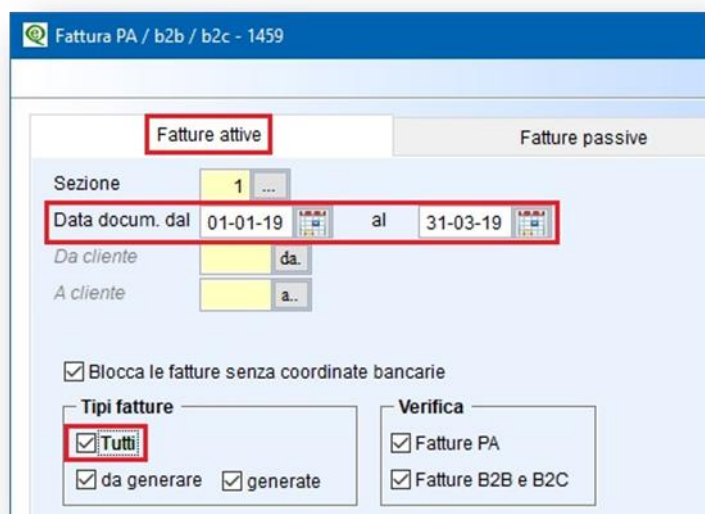 Fattura PA / b2b / b2c - 1459
Fatture attive Fatture passive
Sezione 1 ...
Data docum. dal 01-01-19 al 31-03-19
Da cliente da.
A cliente a..
Blocca le fatture senza coordinate bancarie
Tipi fatture Verifica
Tutti Fatture PA
da generare generate Fatture B2B e B2C